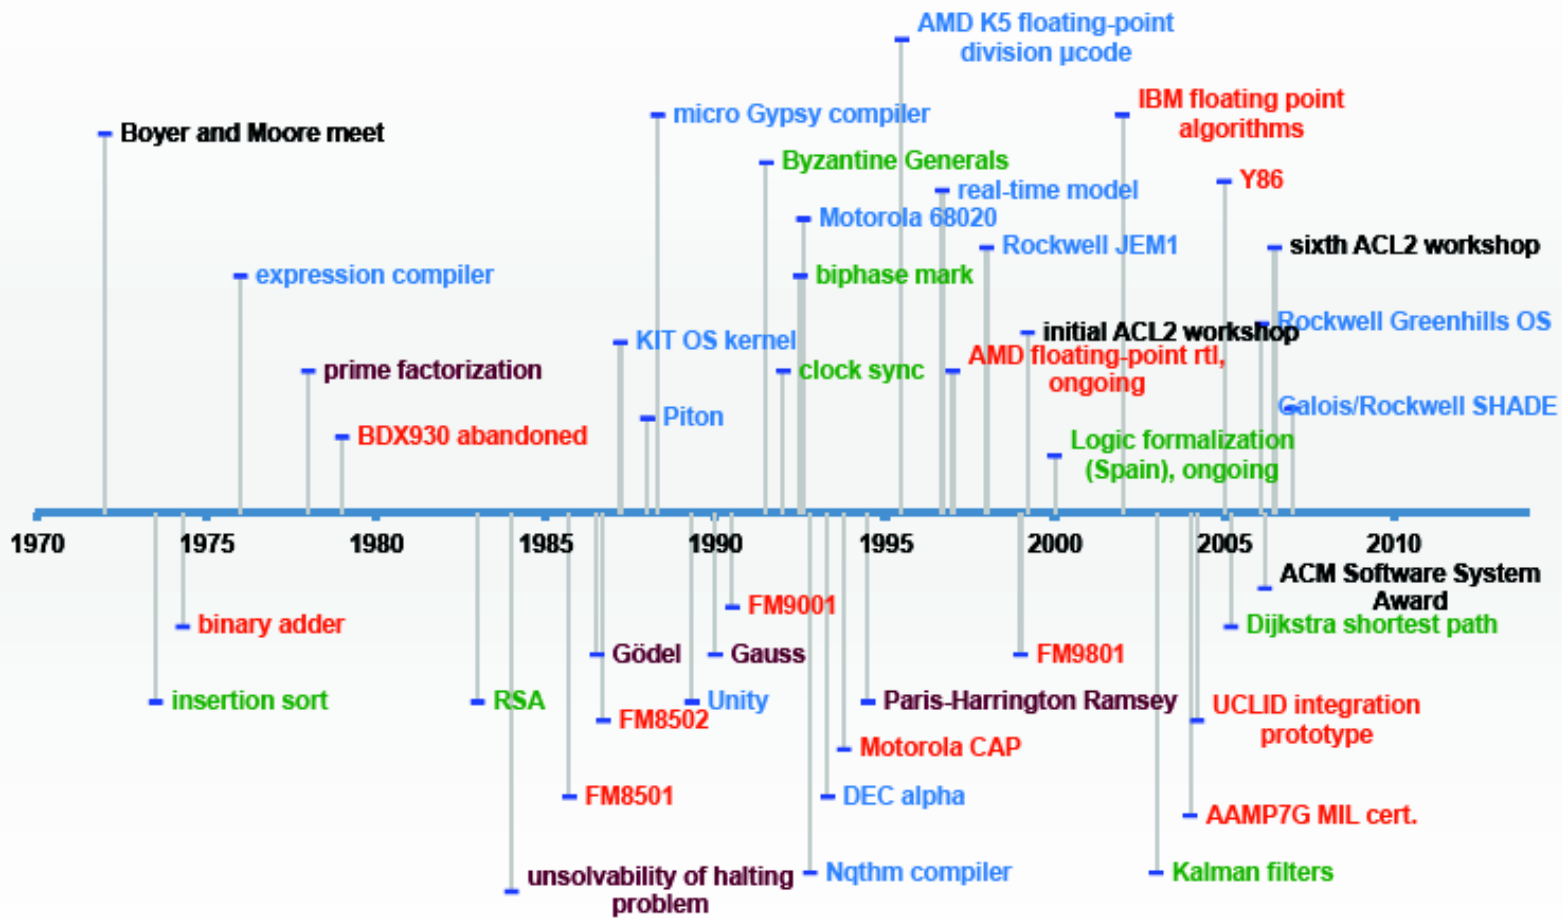 AMD K5 floating-point
division µcode
IBM floating point
algorithms
micro Gypsy compiler
Boyer and Moore meet
Byzantine Generals
Y86
real-time model
Motorola 68020
Rockwell JEM1
sixth ACL2 workshop
expression compiler
biphase mark
Rockwell Greenhills OS
initial ACL2 workshop
KIT OS kernel
AMD floating-point rtl,
ongoing
prime factorization
clock sync
Galois/Rockwell SHADE
Piton
BDX930 abandoned
Logic formalization
(Spain), ongoing
1970
1975
1980
1985
1990
1995
2000
2005
2010
ACM Software System
Award
FM9001
binary adder
Dijkstra shortest path
Gödel
Gauss
FM9801
insertion sort
RSA
Unity
Paris-Harrington Ramsey
FM8502
UCLID integration
prototype
Motorola CAP
FM8501
DEC alpha
AAMP7G MIL cert.
unsolvability of halting
problem
Nqthm compiler
Kalman filters